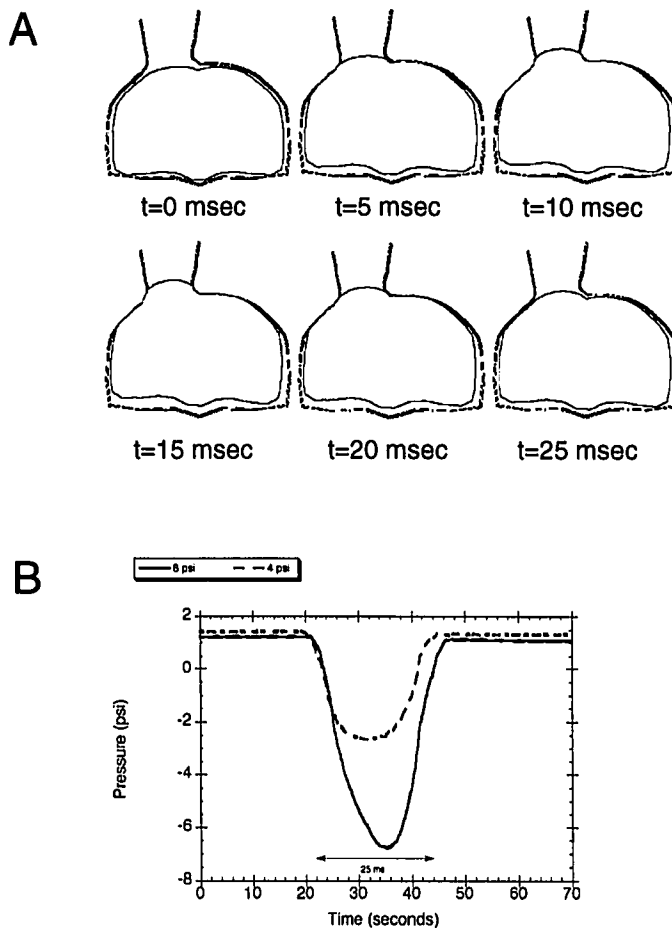 A
t=0 msec t=5 msec t=10 msec
t=15 msec t=20 msec t=25 msec
B
6 psi 4 psi
Pressure (psi)
2
0
-2
-4
-6
-8
25 ms
0 10 20 30 40 50 60 70
Time (seconds)